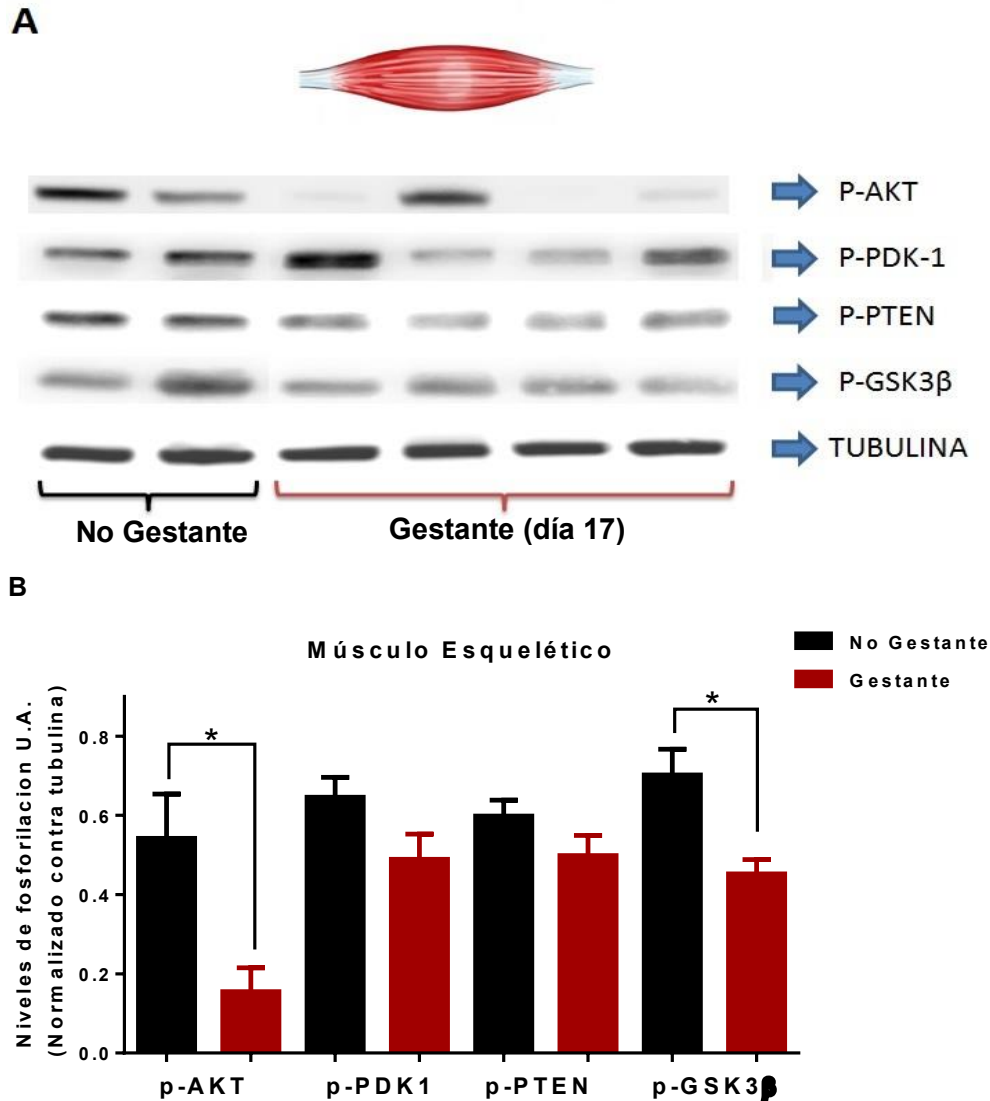 A
P-AKT
P-PDK-1
P-PTEN
P-GSK3β
TUBULINA
No Gestante
Gestante (día 17)
B
Músculo Esquelético
No Gestante
Gestante
Niveles de fosforilacion U.A.
(Normalizado contra tubulina)
0.8
0.6
0.4
0.2
0.0
*
*
p-AKT
p-PDK1
p-PTEN
p-GSK3β